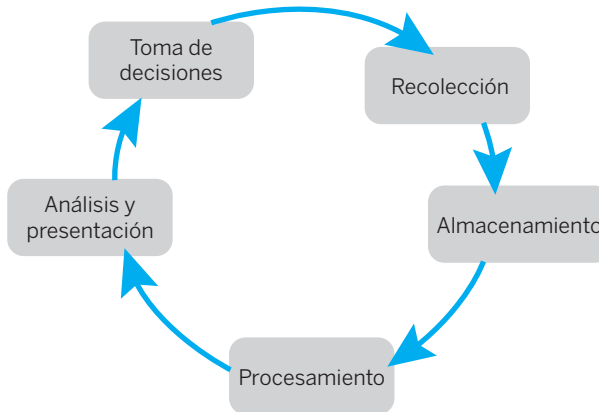 Toma de
decisiones
Recolección
Almacenamiento
Procesamiento
Análisis y
presentación